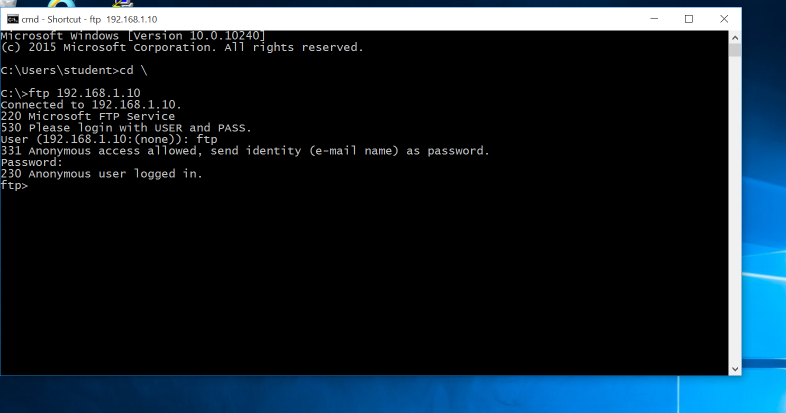 cmd - Shortcut - ftp 192.168.1.10
Microsoft Windows [Version 10.0.10240]
(c) 2015 Microsoft Corporation. All rights reserved.
C:\Users\student>cd \
C:\>ftp 192.168.1.10
Connected to 192.168.1.10.
220 Microsoft FTP Service
530 Please login with USER and PASS.
User (192.168.1.10:(none)): ftp
331 Anonymous access allowed, send identity (e-mail name) as password.
Password:
230 Anonymous user logged in.
ftp>